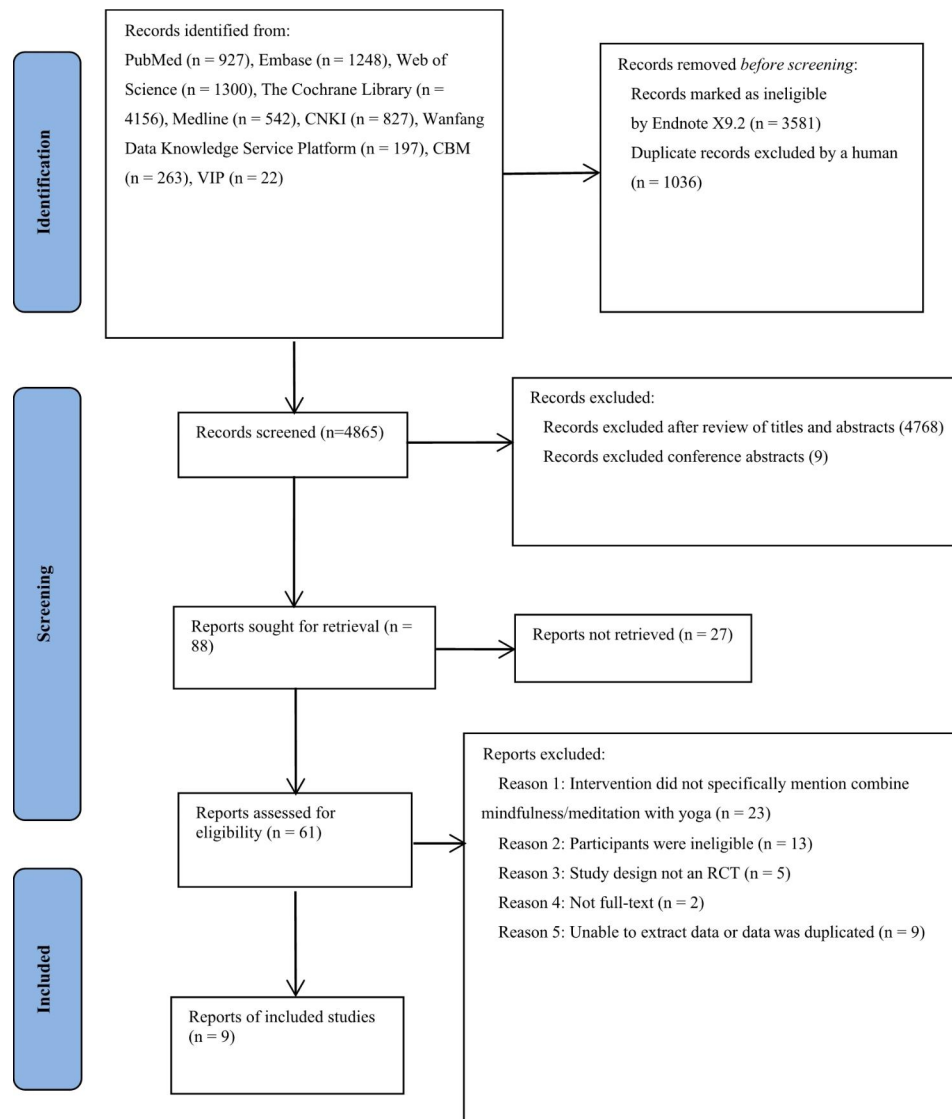 Identification
Records identified from:
PubMed (n = 927), Embase (n = 1248), Web
of Science (n = 1300), The Cochrane Library (n =
4156), Medline (n = 542), CNKI (n = 827), Wanfang
Data Knowledge Service Platform (n = 197), CBM
(n = 263), VIP (n = 22)
Records removed before screening:
Records marked as ineligible
by Endnote X9.2 (n = 3581)
Duplicate records excluded by a human
(n = 1036)
Screening
Records screened (n=4865)
Records excluded:
Records excluded after review of titles and abstracts (4768)
Records excluded conference abstracts (9)
Reports sought for retrieval (n =
88)
Reports not retrieved (n = 27)
Reports assessed for
eligibility (n = 61)
Reports excluded:
Reason 1: Intervention did not specifically mention combine
mindfulness/meditation with yoga (n = 23)
Reason 2: Participants were ineligible (n = 13)
Reason 3: Study design not an RCT (n = 5)
Reason 4: Not full-text (n = 2)
Reason 5: Unable to extract data or data was duplicated (n = 9)
Included
Reports of included studies
(n = 9)